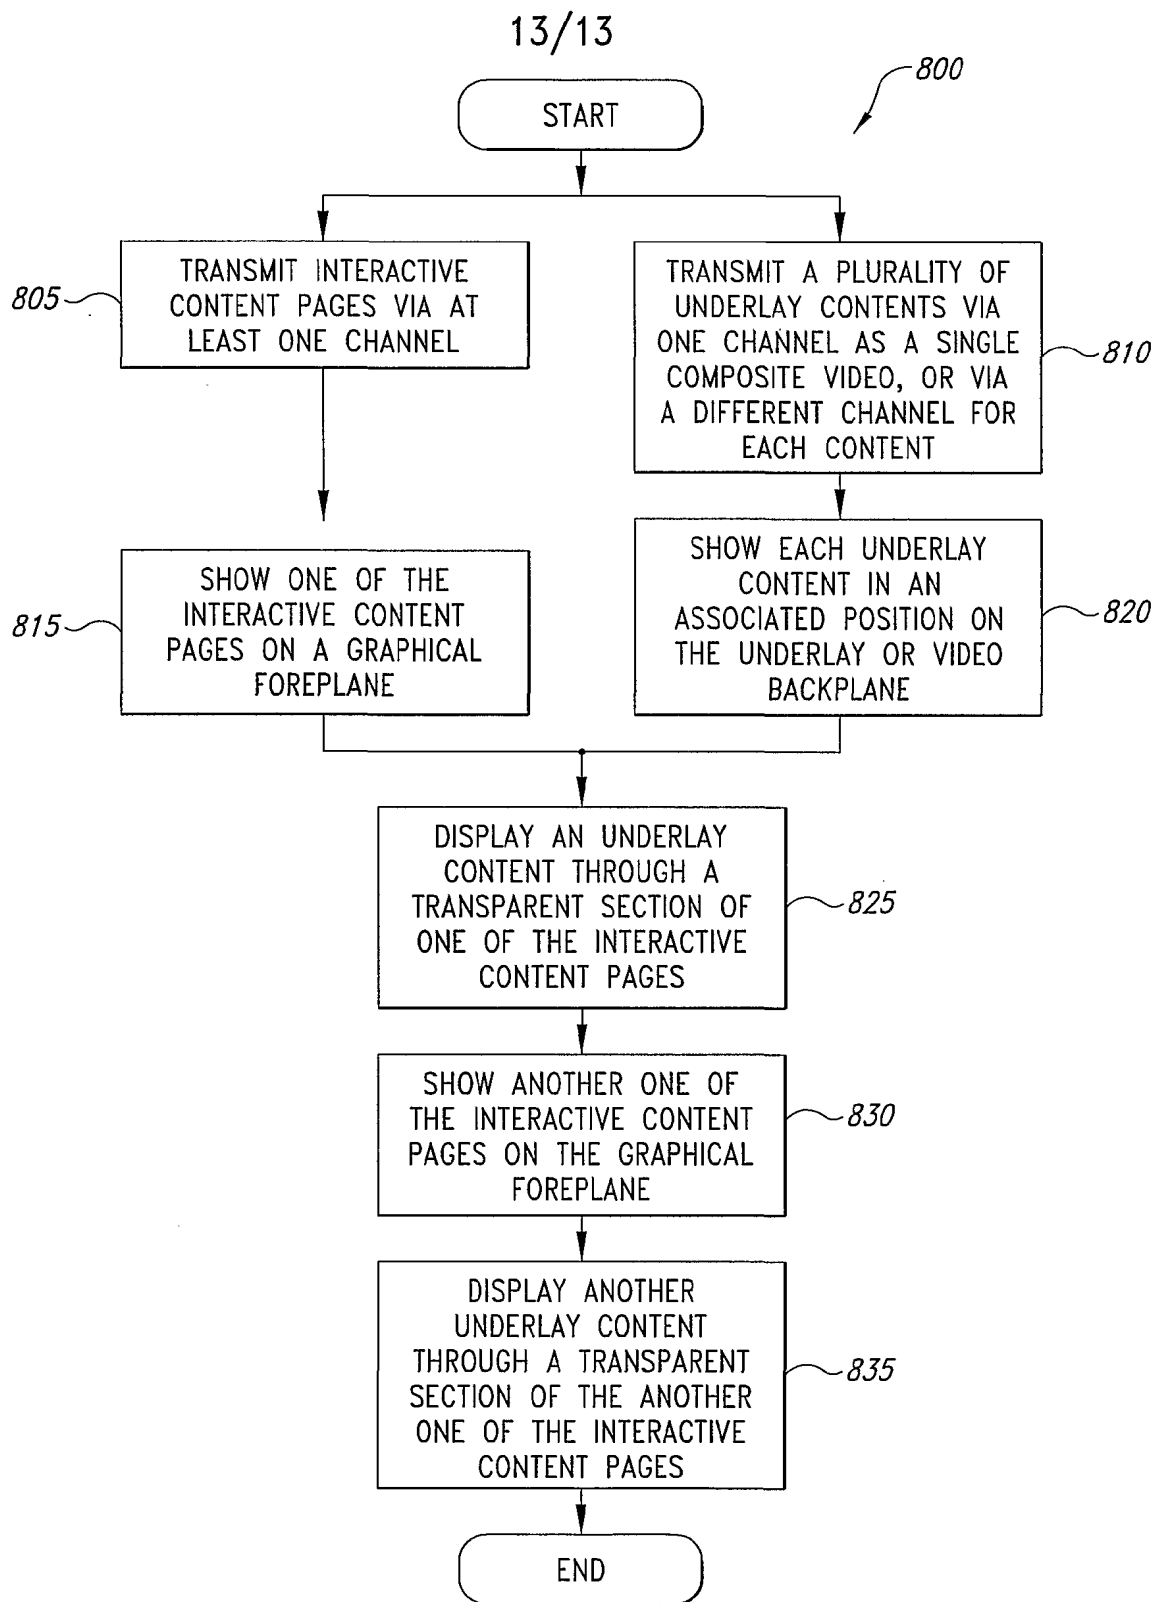 13/13
800
START
TRANSMIT INTERACTIVE
CONTENT PAGES VIA AT
LEAST ONE CHANNEL
805
TRANSMIT A PLURALITY OF
UNDERLAY CONTENTS VIA
ONE CHANNEL AS A SINGLE
COMPOSITE VIDEO, OR VIA
A DIFFERENT CHANNEL FOR
EACH CONTENT
810
SHOW ONE OF THE
INTERACTIVE CONTENT
PAGES ON A GRAPHICAL
FOREPLANE
815
SHOW EACH UNDERLAY
CONTENT IN AN
ASSOCIATED POSITION ON
THE UNDERLAY OR VIDEO
BACKPLANE
820
DISPLAY AN UNDERLAY
CONTENT THROUGH A
TRANSPARENT SECTION OF
ONE OF THE INTERACTIVE
CONTENT PAGES
825
SHOW ANOTHER ONE OF
THE INTERACTIVE CONTENT
PAGES ON THE GRAPHICAL
FOREPLANE
830
DISPLAY ANOTHER
UNDERLAY CONTENT
THROUGH A TRANSPARENT
SECTION OF THE ANOTHER
ONE OF THE INTERACTIVE
CONTENT PAGES
835
END